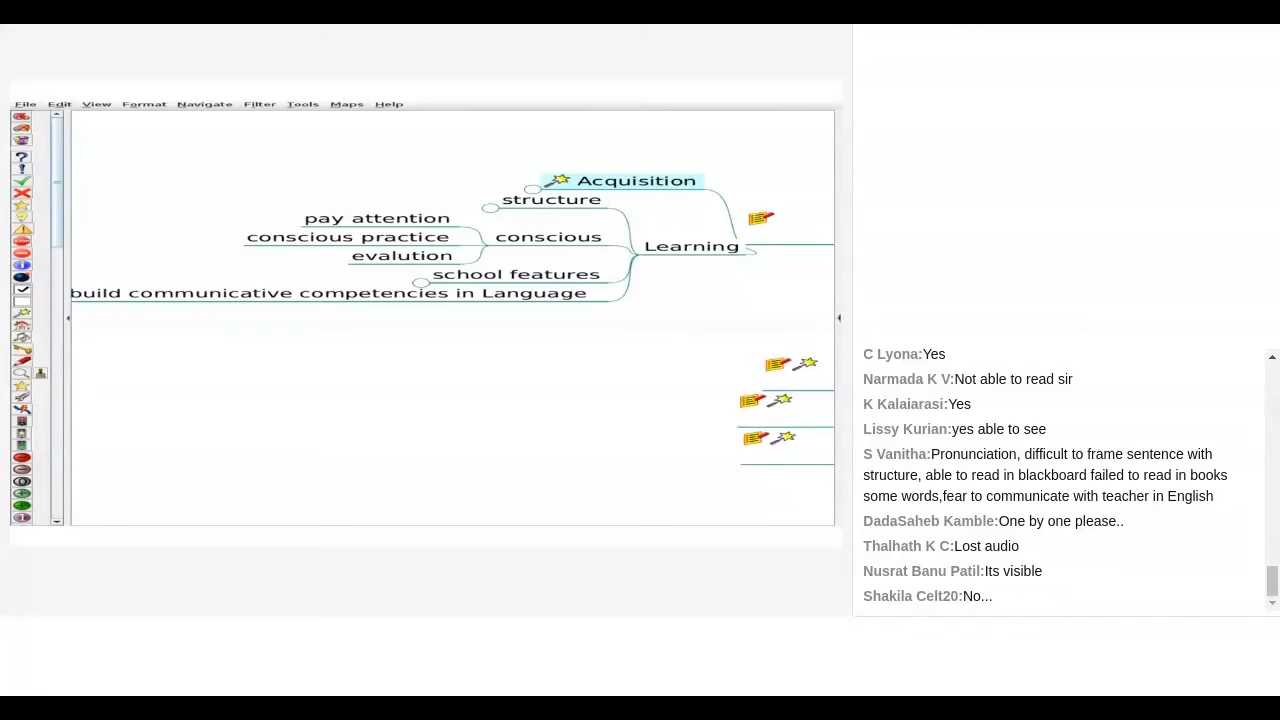 File Edit View Format Navigate Filter Tools Maps Help
Acquisition
structure
pay attention
conscious practice
conscious
evalution
Learning
school features
build communicative competencies in Language
C Lyona:Yes
Narmada K V:Not able to read sir
K Kalaiarasi:Yes
Lissy Kurian:yes able to see
S Vanitha:Pronunciation, difficult to frame sentence with
structure, able to read in blackboard failed to read in books
some words,fear to communicate with teacher in English
DadaSaheb Kamble:One by one please..
Thalhath K C:Lost audio
Nusrat Banu Patil:Its visible
Shakila Celt20:No...